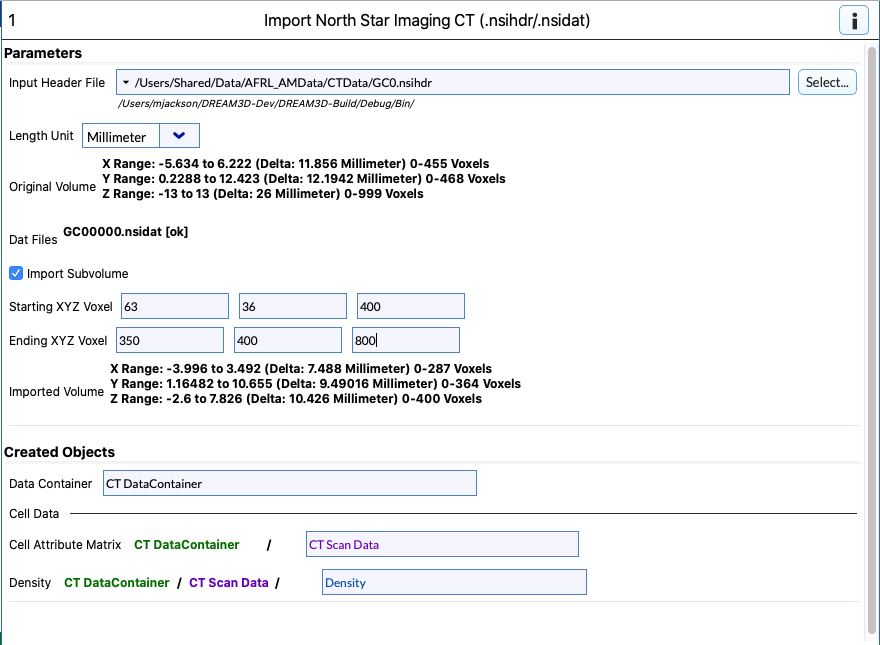 1 Import North Star Imaging CT (.nsihdr/.nsidat) i
Parameters
Input Header File /Users/Shared/Data/AFRL_AMData/CTData/GC0.nsihdr Select...
/Users/mjackson/DREAM3D-Dev/DREAM3D-Build/Debug/Bin/
Length Unit Millimeter
X Range: -5.634 to 6.222 (Delta: 11.856 Millimeter) 0-455 Voxels
Y Range: 0.2288 to 12.423 (Delta: 12.1942 Millimeter) 0-468 Voxels
Original Volume Z Range: -13 to 13 (Delta: 26 Millimeter) 0-999 Voxels
Dat Files GC00000.nsidat [ok]
Import Subvolume
Starting XYZ Voxel 63 36 400
Ending XYZ Voxel 350 400 800
X Range: -3.996 to 3.492 (Delta: 7.488 Millimeter) 0-287 Voxels
Y Range: 1.16482 to 10.655 (Delta: 9.49016 Millimeter) 0-364 Voxels
Imported Volume Z Range: -2.6 to 7.826 (Delta: 10.426 Millimeter) 0-400 Voxels
Created Objects
Data Container CT DataContainer
Cell Data
Cell Attribute Matrix CT DataContainer / CT Scan Data
Density CT DataContainer / CT Scan Data / Density